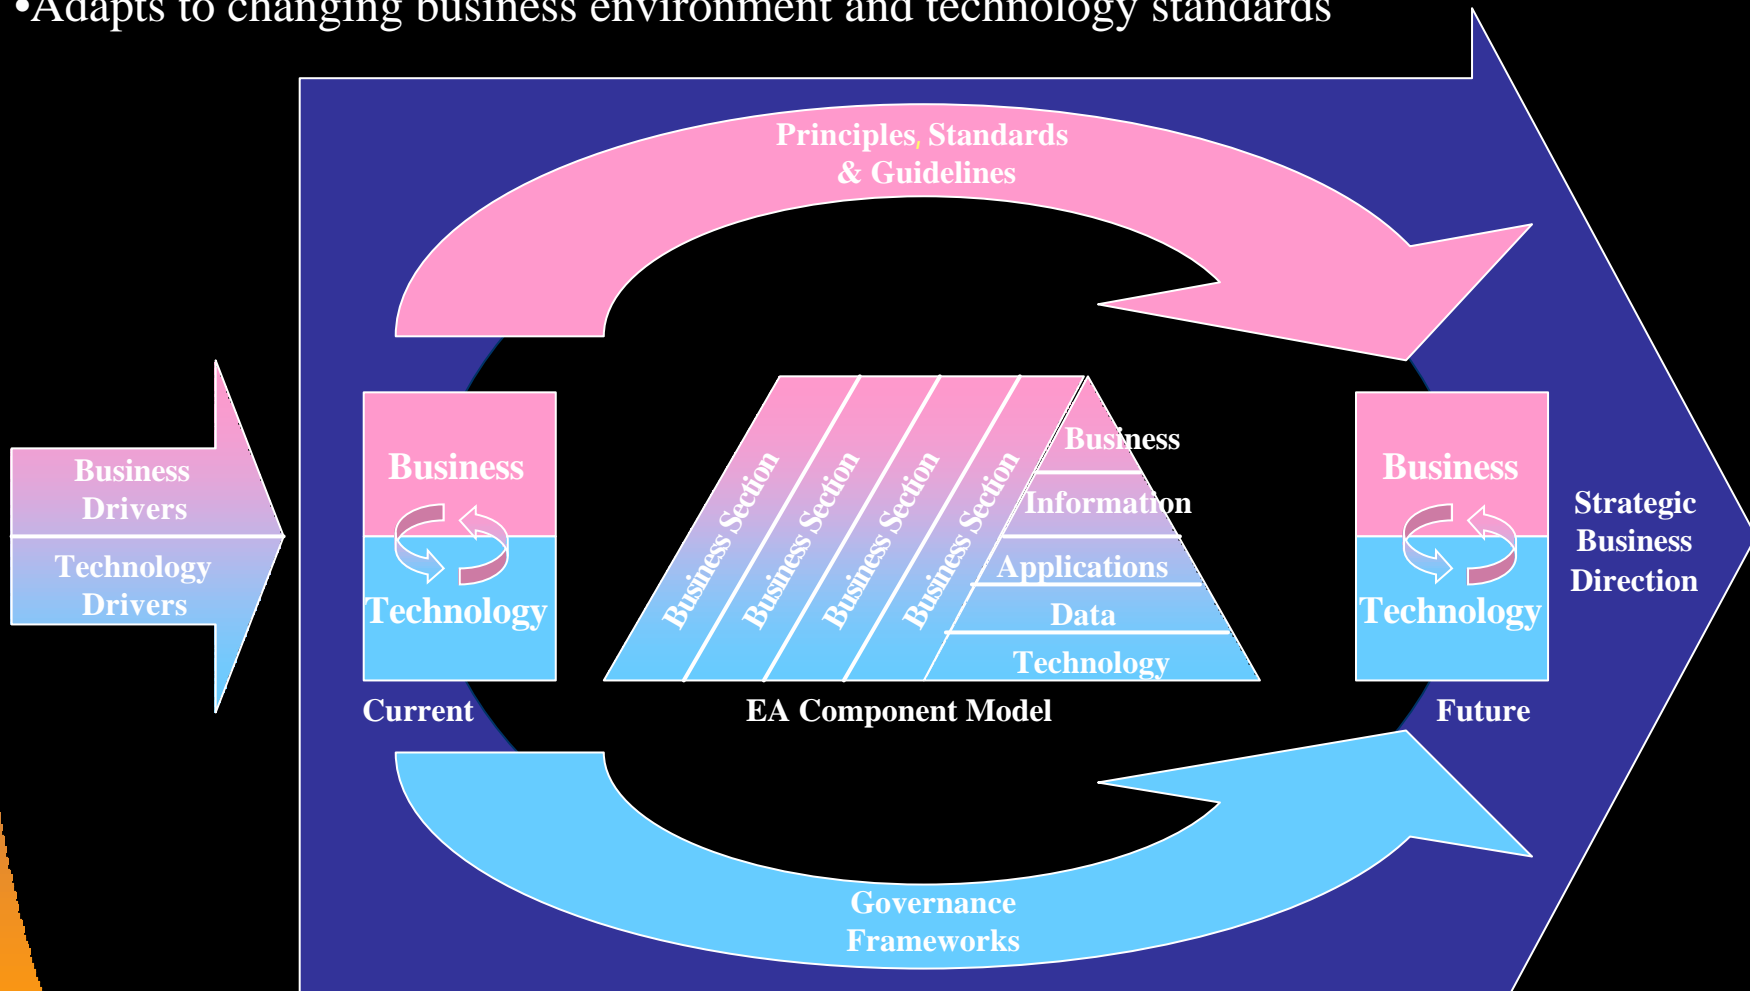 •Adapts to changing business environment and technology standards
Principles, Standards
& Guidelines
Business
Drivers
Technology
Drivers
Business
Technology
Current
Business Section
Business Section
Business Section
Business Section
Business
Information
Applications
Data
Technology
EA Component Model
Business
Technology
Future
Strategic
Business
Direction
Governance
Frameworks